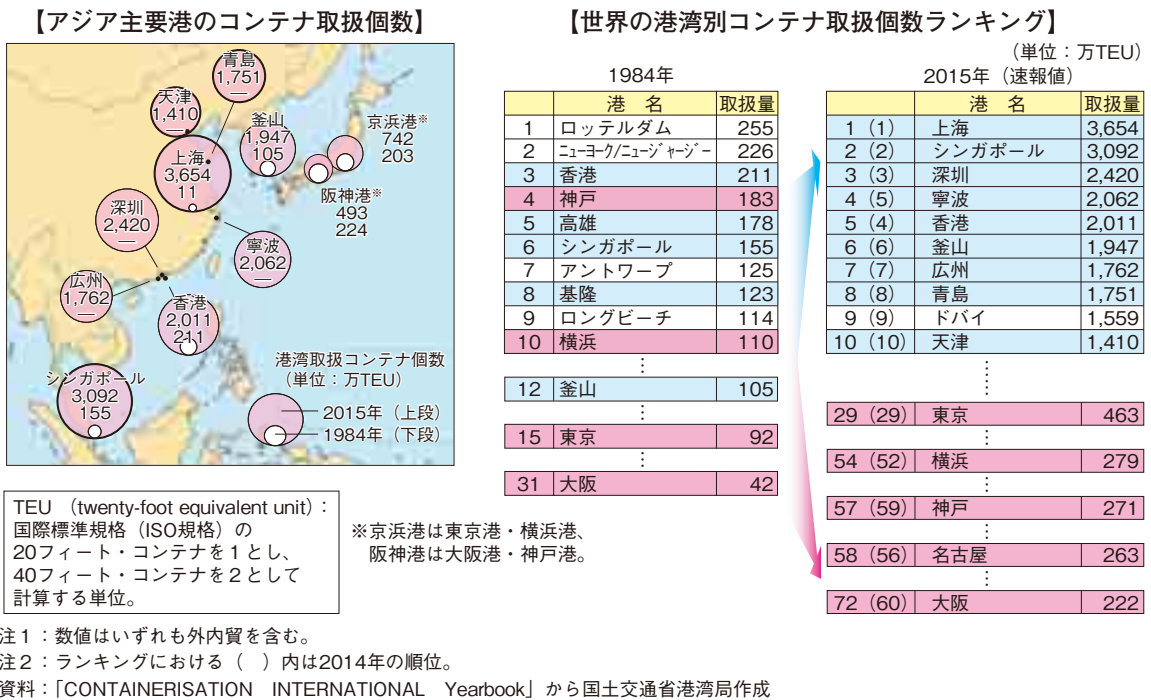 【アジア主要港のコンテナ取扱個数】
青島
1,751
―
天津
1,410
―
釜山
1,947
105
京浜港※
742
203
上海
3,654
11
阪神港※
493
224
深圳
2,420
―
寧波
2,062
―
広州
1,762
―
香港
2,011
211
シンガポール
3,092
155
港湾取扱コンテナ個数
（単位：万TEU）
2015年（上段）
1984年（下段）
TEU （twenty-foot equivalent unit）：
国際標準規格（ISO規格）の
20フィート・コンテナを1とし、
40フィート・コンテナを2として
計算する単位。
※京浜港は東京港・横浜港、
阪神港は大阪港・神戸港。
【世界の港湾別コンテナ取扱個数ランキング】
（単位：万TEU）
1984年
港 名 取扱量
1 ロッテルダム 255
2 ニューヨーク/ニュージャージー 226
3 香港 211
4 神戸 183
5 高雄 178
6 シンガポール 155
7 アントワープ 125
8 基隆 123
9 ロングビーチ 114
10 横浜 110
⋮
12 釜山 105
⋮
15 東京 92
⋮
31 大阪 42
2015年（速報値）
港 名 取扱量
1 (1) 上海 3,654
2 (2) シンガポール 3,092
3 (3) 深圳 2,420
4 (5) 寧波 2,062
5 (4) 香港 2,011
6 (6) 釜山 1,947
7 (7) 広州 1,762
8 (8) 青島 1,751
9 (9) ドバイ 1,559
10 (10) 天津 1,410
⋮
29 (29) 東京 463
⋮
54 (52) 横浜 279
⋮
57 (59) 神戸 271
⋮
58 (56) 名古屋 263
⋮
72 (60) 大阪 222
注1：数値はいずれも外内貿を含む。
注2：ランキングにおける（ ）内は2014年の順位。
資料：「CONTAINERISATION INTERNATIONAL Yearbook」から国土交通省港湾局作成